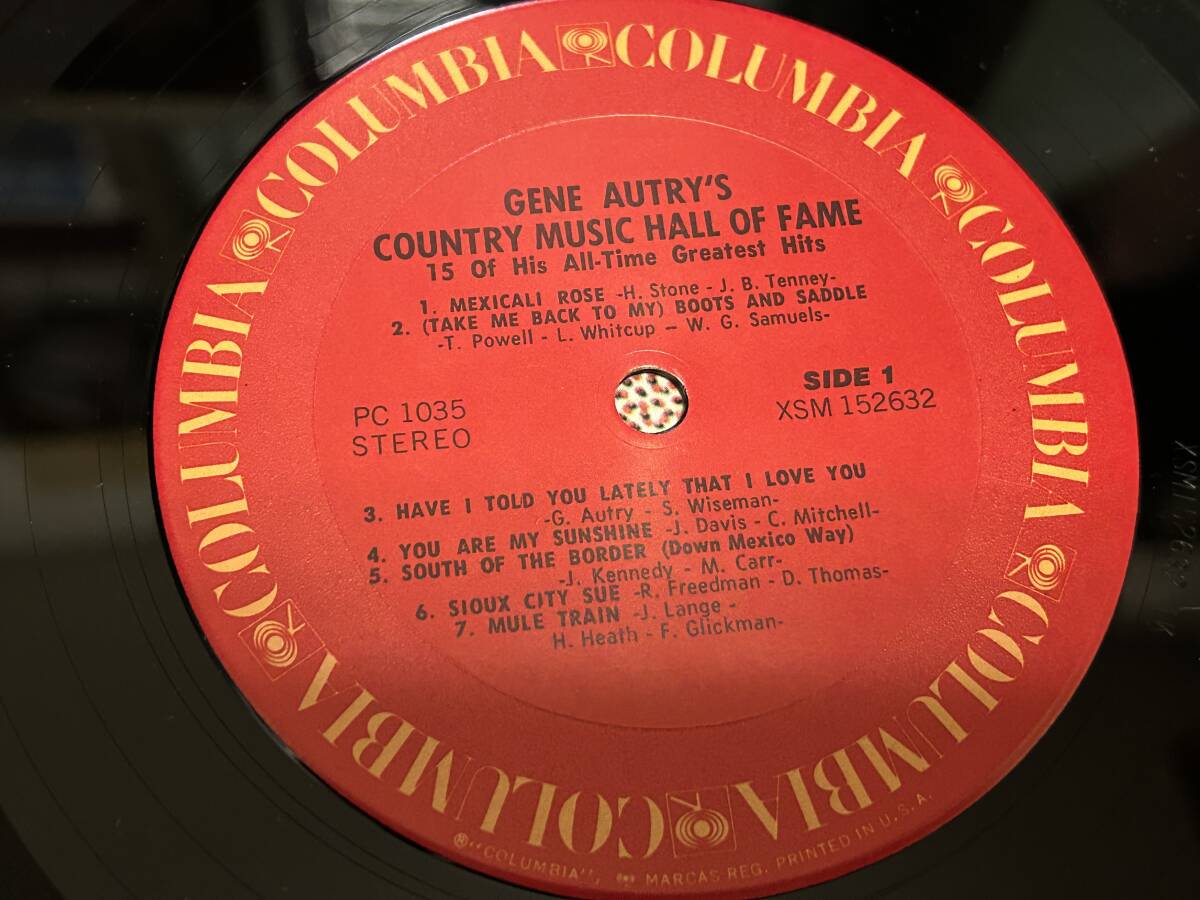 COLUMBIA COLUMBIA COLUMBIA COLUMBIA COLUMBIA COLUMBIA COLUMBIA
GENE AUTRY'S
COUNTRY MUSIC HALL OF FAME
15 Of His All-Time Greatest Hits
1. MEXICALI ROSE -H. Stone - J. B. Tenney-
2. (TAKE ME BACK TO MY) BOOTS AND SADDLE
-T. Powell - L. Whitcup - W. G. Samuels-
PC 1035
STEREO
SIDE 1
XSM 152632
3. HAVE I TOLD YOU LATELY THAT I LOVE YOU
-G. Autry - S. Wiseman-
4. YOU ARE MY SUNSHINE -J. Davis - C. Mitchell-
5. SOUTH OF THE BORDER (Down Mexico Way)
-J. Kennedy - M. Carr-
6. SIOUX CITY SUE -R. Freedman - D. Thomas-
7. MULE TRAIN -J. Lange -
H. Heath - F. Glickman-
®"COLUMBIA", MARCAS REG. PRINTED IN U.S.A.